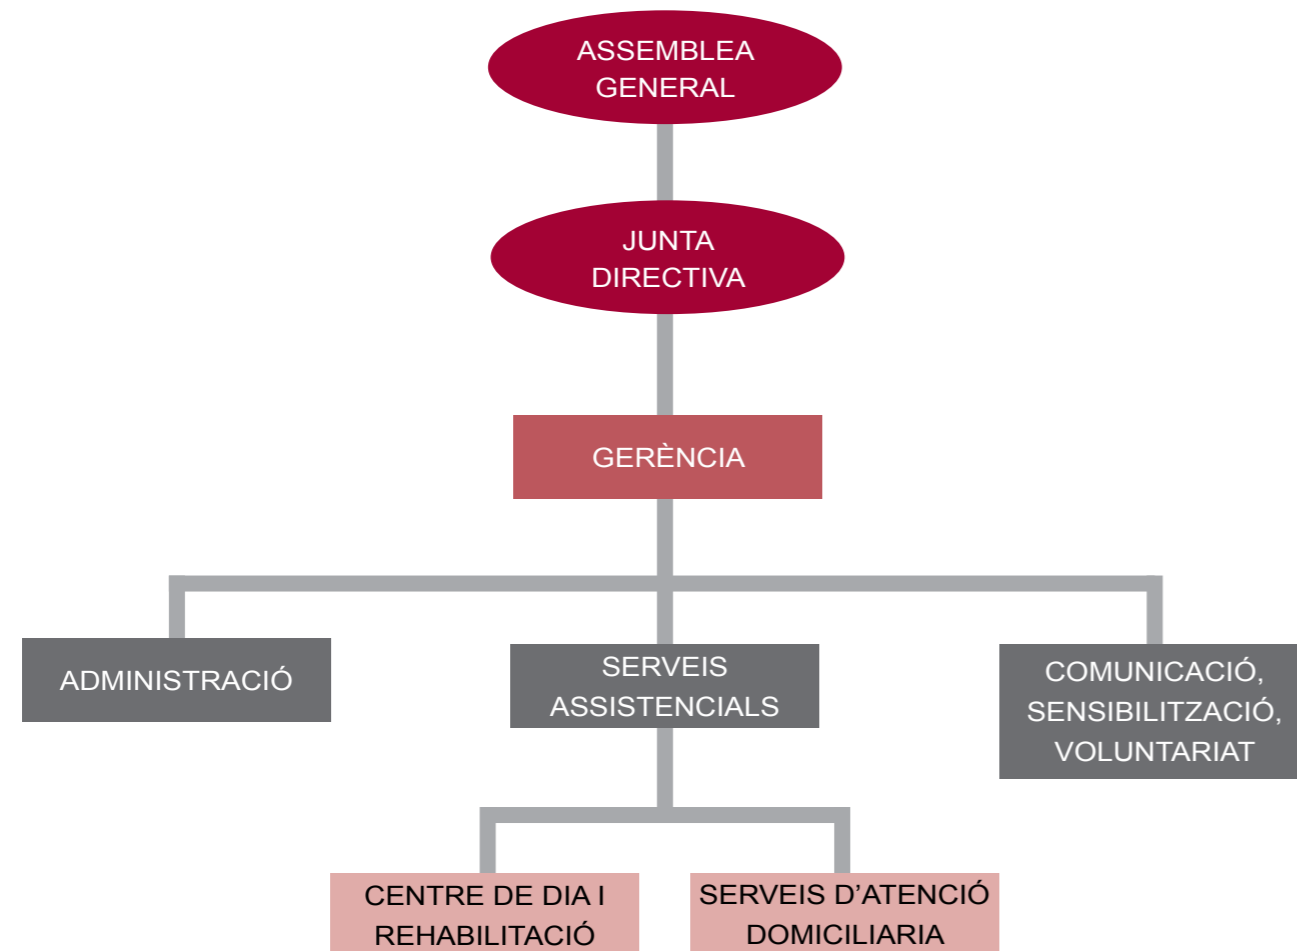 ASSEMBLEA
GENERAL
JUNTA
DIRECTIVA
GERÈNCIA
ADMINISTRACIÓ
SERVEIS
ASSISTENCIALS
COMUNICACIÓ,
SENSIBILITZACIÓ,
VOLUNTARIAT
CENTRE DE DIA I
REHABILITACIÓ
SERVEIS D’ATENCIÓ
DOMICILIARIA